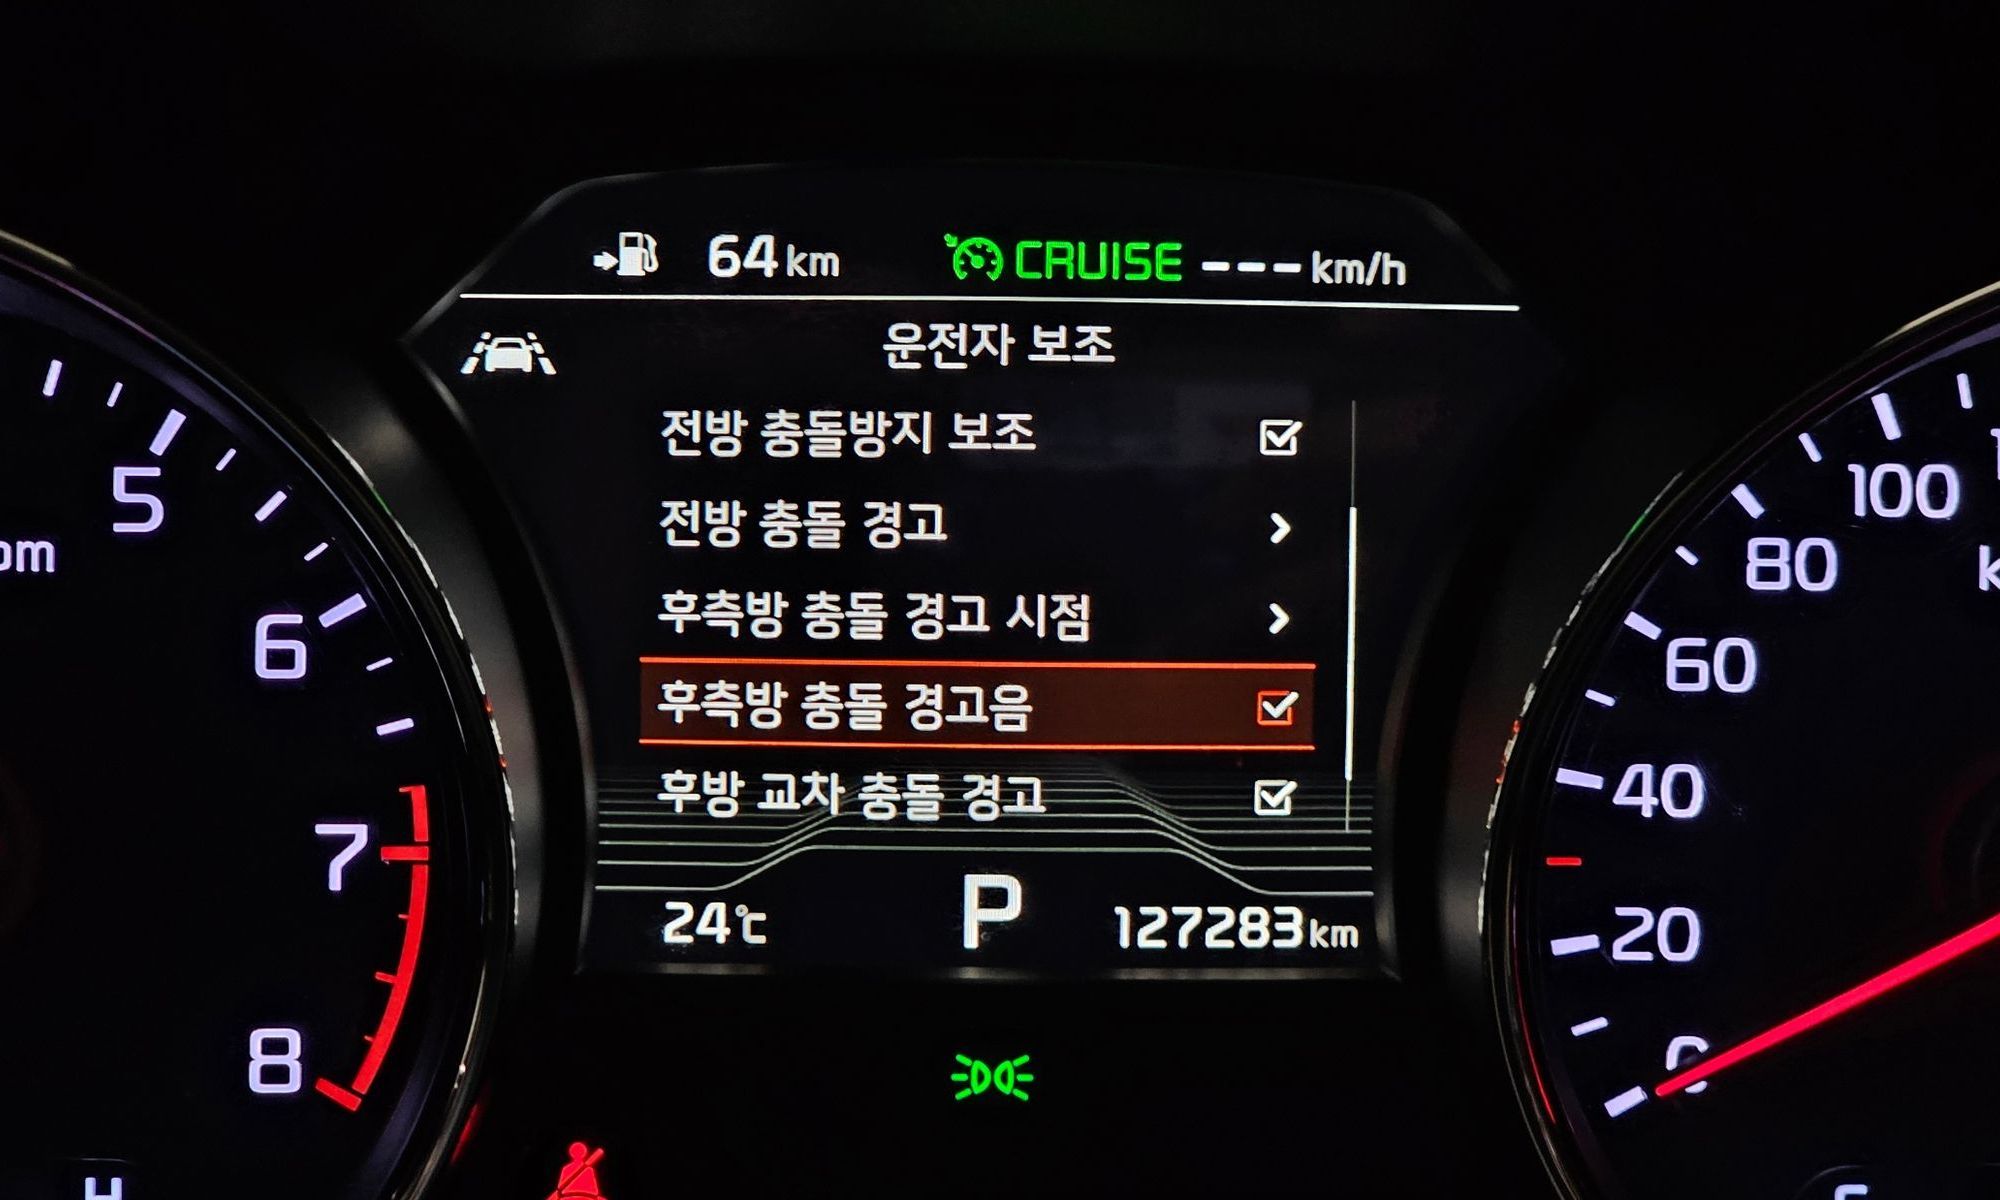 64km CRUISE ---km/h
운전자 보조
전방 충돌방지 보조
전방 충돌 경고
후측방 충돌 경고 시점
후측방 충돌 경고음
후방 교차 충돌 경고
24℃ P 127283km
5
6
7
8
H
100
80
60
40
20
0